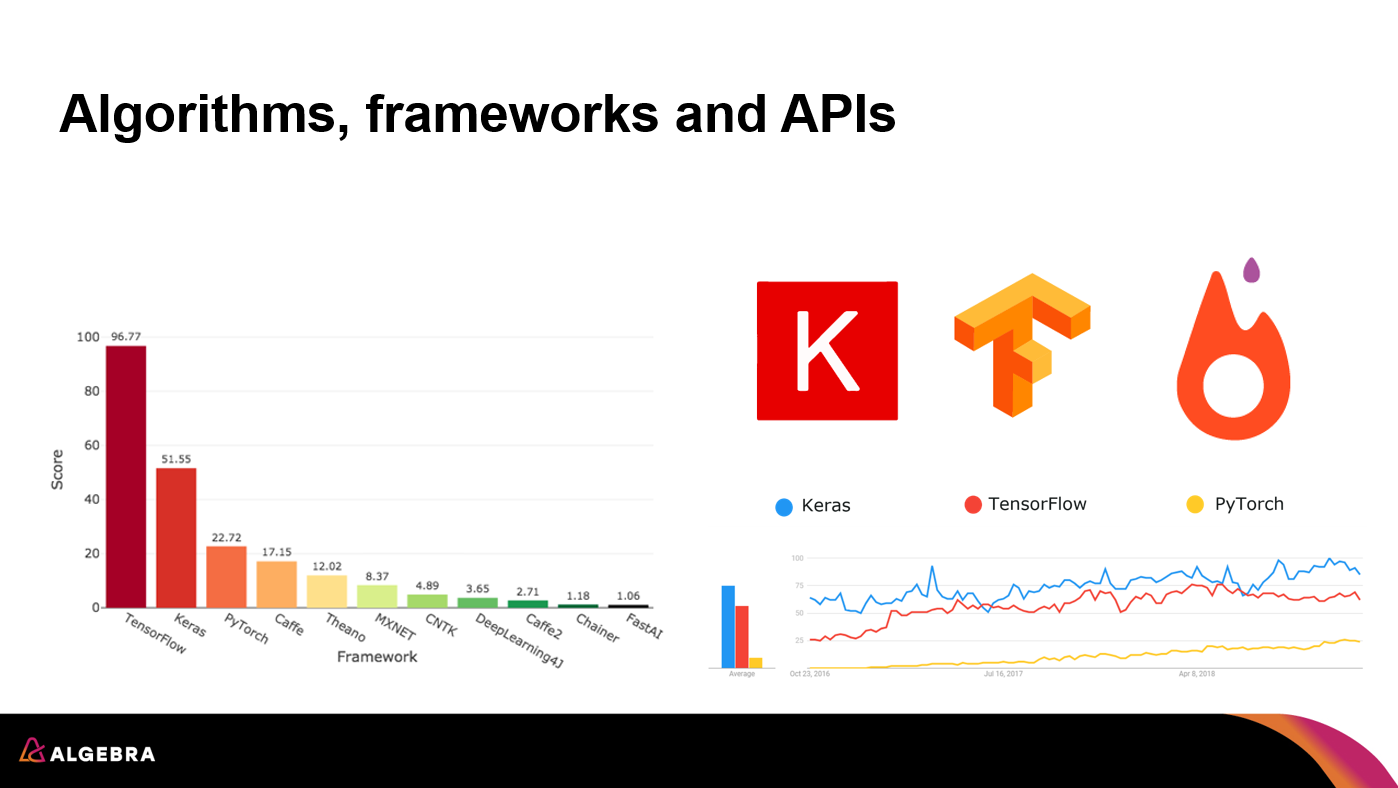 Algorithms, frameworks and APIs
100
80
60
40
20
0
Score
96.77
51.55
22.72
17.15
12.02
8.37
4.89
3.65
2.71
1.18
1.06
TensorFlow
Keras
PyTorch
Caffe
Theano
MXNET
CNTK
DeepLearning4J
Caffe2
Chainer
FastAI
Framework
K
Keras
TensorFlow
PyTorch
100
75
50
25
Average
Oct 23, 2016
Jul 16, 2017
Apr 8, 2018
ALGEBRA